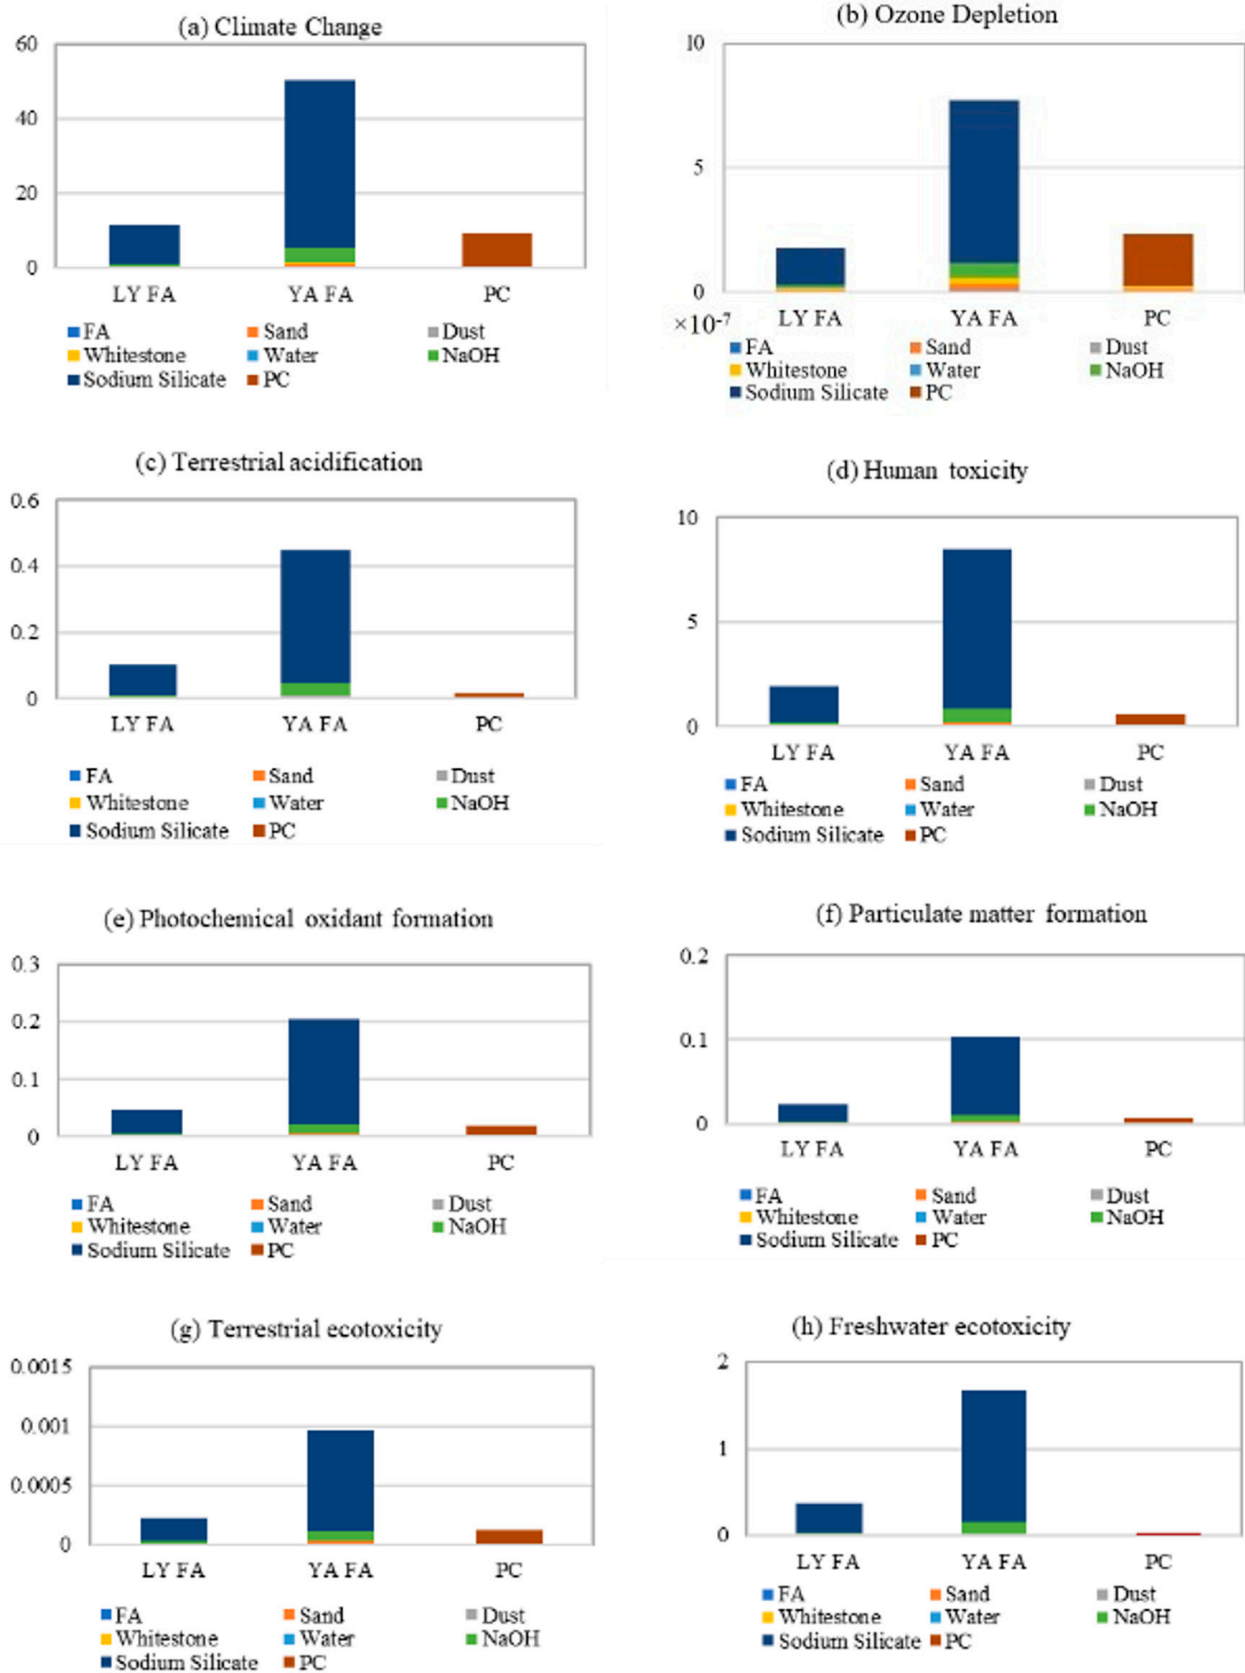 (a) Climate Change
60
40
20
0
LY FA YA FA PC
FA Sand Dust
Whitestone Water NaOH
Sodium Silicate PC
(b) Ozone Depletion
10
5
0
×10-7
LY FA YA FA PC
FA Sand Dust
Whitestone Water NaOH
Sodium Silicate PC
(c) Terrestrial acidification
0.6
0.4
0.2
0
LY FA YA FA PC
FA Sand Dust
Whitestone Water NaOH
Sodium Silicate PC
(d) Human toxicity
10
5
0
LY FA YA FA PC
FA Sand Dust
Whitestone Water NaOH
Sodium Silicate PC
(e) Photochemical oxidant formation
0.3
0.2
0.1
0
LY FA YA FA PC
FA Sand Dust
Whitestone Water NaOH
Sodium Silicate PC
(f) Particulate matter formation
0.2
0.1
0
LY FA YA FA PC
FA Sand Dust
Whitestone Water NaOH
Sodium Silicate PC
(g) Terrestrial ecotoxicity
0.0015
0.001
0.0005
0
LY FA YA FA PC
FA Sand Dust
Whitestone Water NaOH
Sodium Silicate PC
(h) Freshwater ecotoxicity
2
1
0
LY FA YA FA PC
FA Sand Dust
Whitestone Water NaOH
Sodium Silicate PC